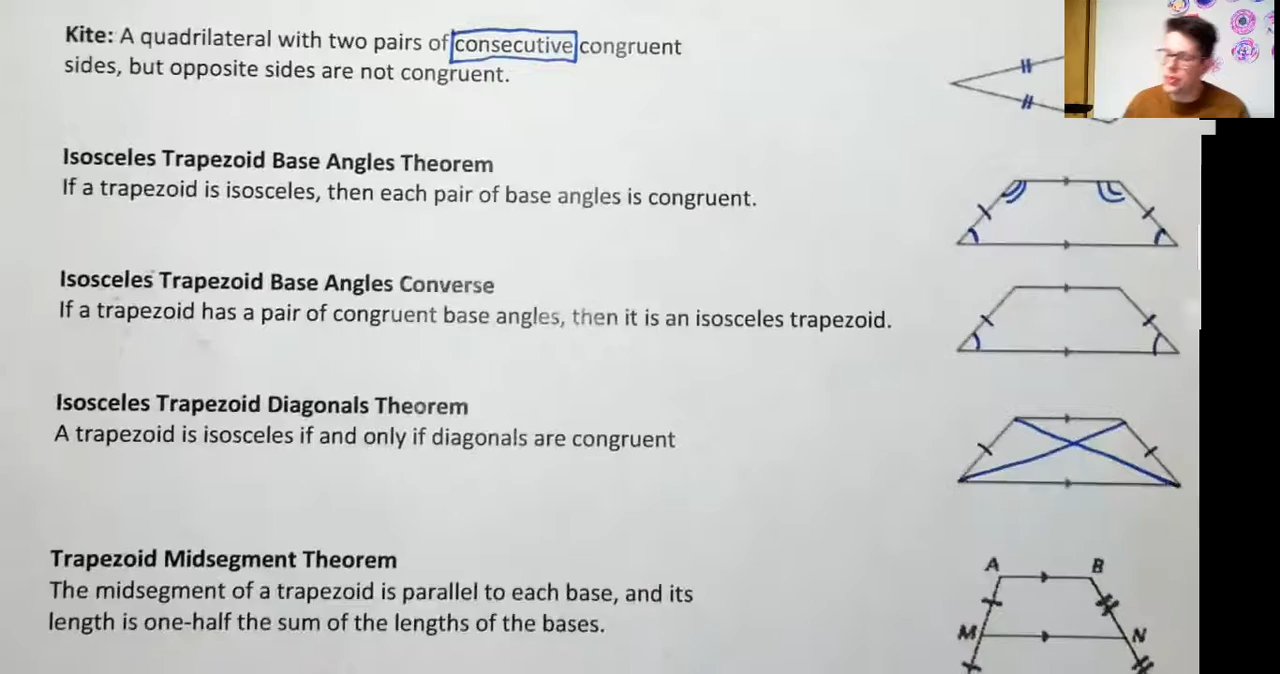 Kite: A quadrilateral with two pairs of consecutive congruent
sides, but opposite sides are not congruent.
Isosceles Trapezoid Base Angles Theorem
If a trapezoid is isosceles, then each pair of base angles is congruent.
Isosceles Trapezoid Base Angles Converse
If a trapezoid has a pair of congruent base angles, then it is an isosceles trapezoid.
Isosceles Trapezoid Diagonals Theorem
A trapezoid is isosceles if and only if diagonals are congruent
Trapezoid Midsegment Theorem
The midsegment of a trapezoid is parallel to each base, and its
length is one-half the sum of the lengths of the bases.
A B
M N